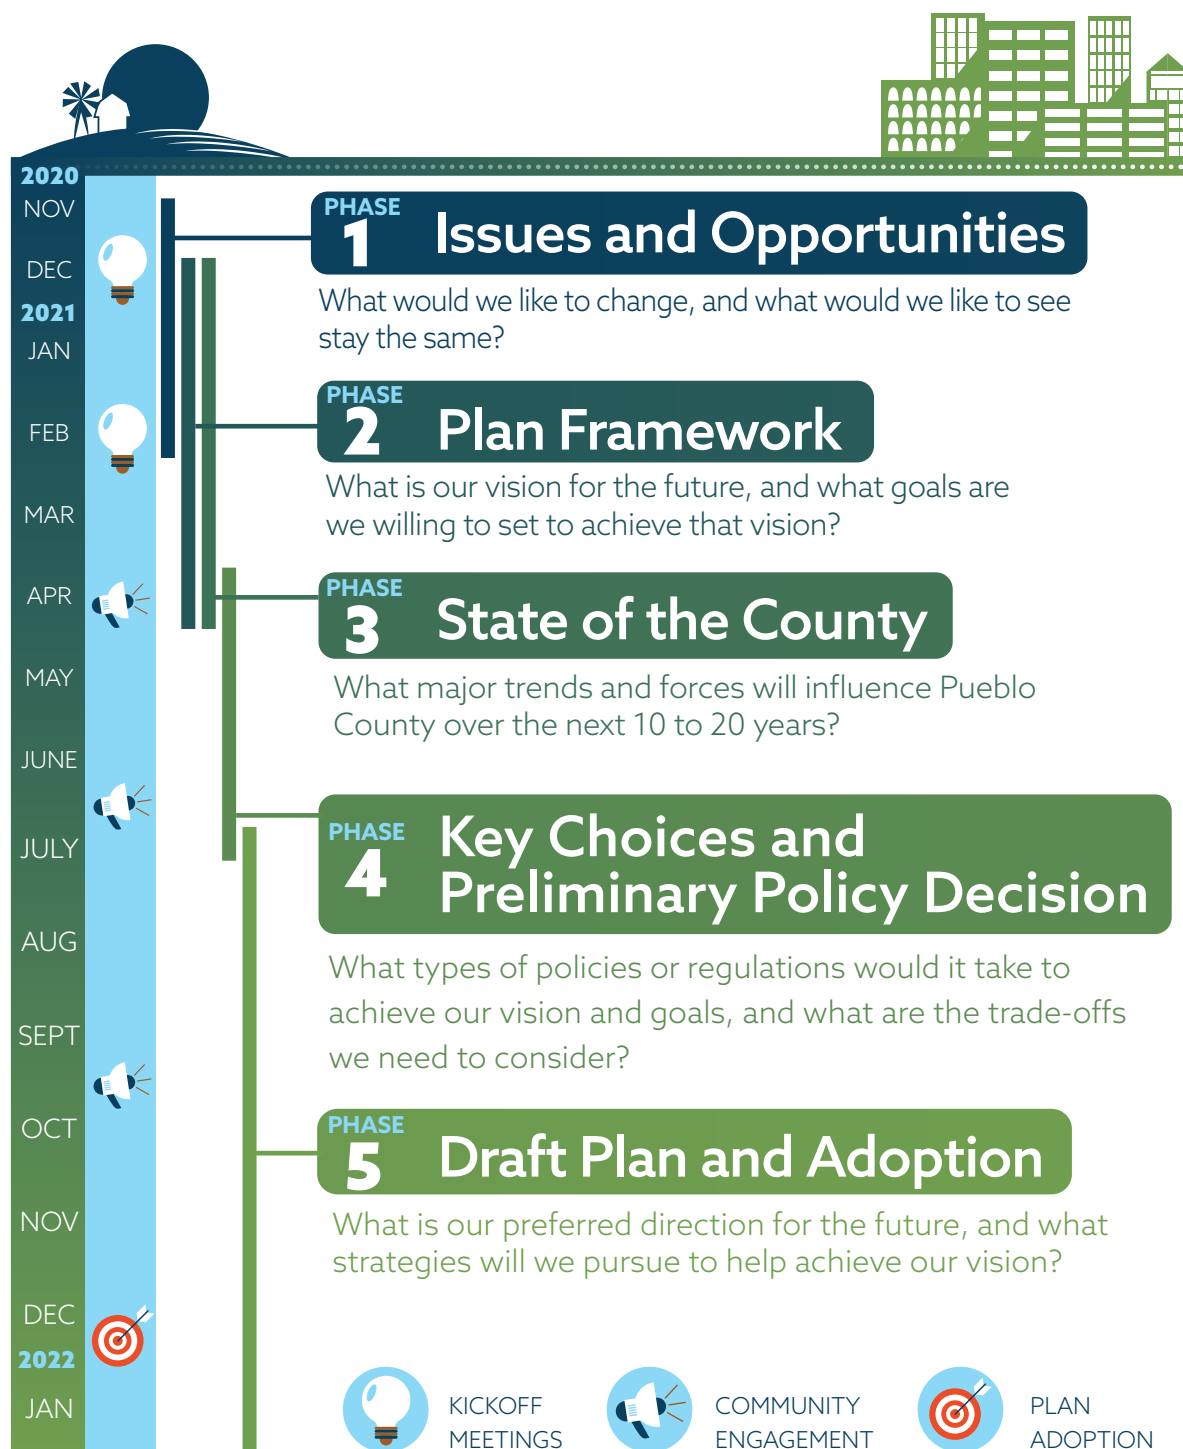 2020
NOV
DEC
2021
JAN
FEB
MAR
APR
MAY
JUNE
JULY
AUG
SEPT
OCT
NOV
DEC
2022
JAN
PHASE
1
Issues and Opportunities
What would we like to change, and what would we like to see
stay the same?
PHASE
2
Plan Framework
What is our vision for the future, and what goals are
we willing to set to achieve that vision?
PHASE
3
State of the County
What major trends and forces will influence Pueblo
County over the next 10 to 20 years?
PHASE
4
Key Choices and
Preliminary Policy Decision
What types of policies or regulations would it take to
achieve our vision and goals, and what are the trade-offs
we need to consider?
PHASE
5
Draft Plan and Adoption
What is our preferred direction for the future, and what
strategies will we pursue to help achieve our vision?
KICKOFF
MEETINGS
COMMUNITY
ENGAGEMENT
PLAN
ADOPTION